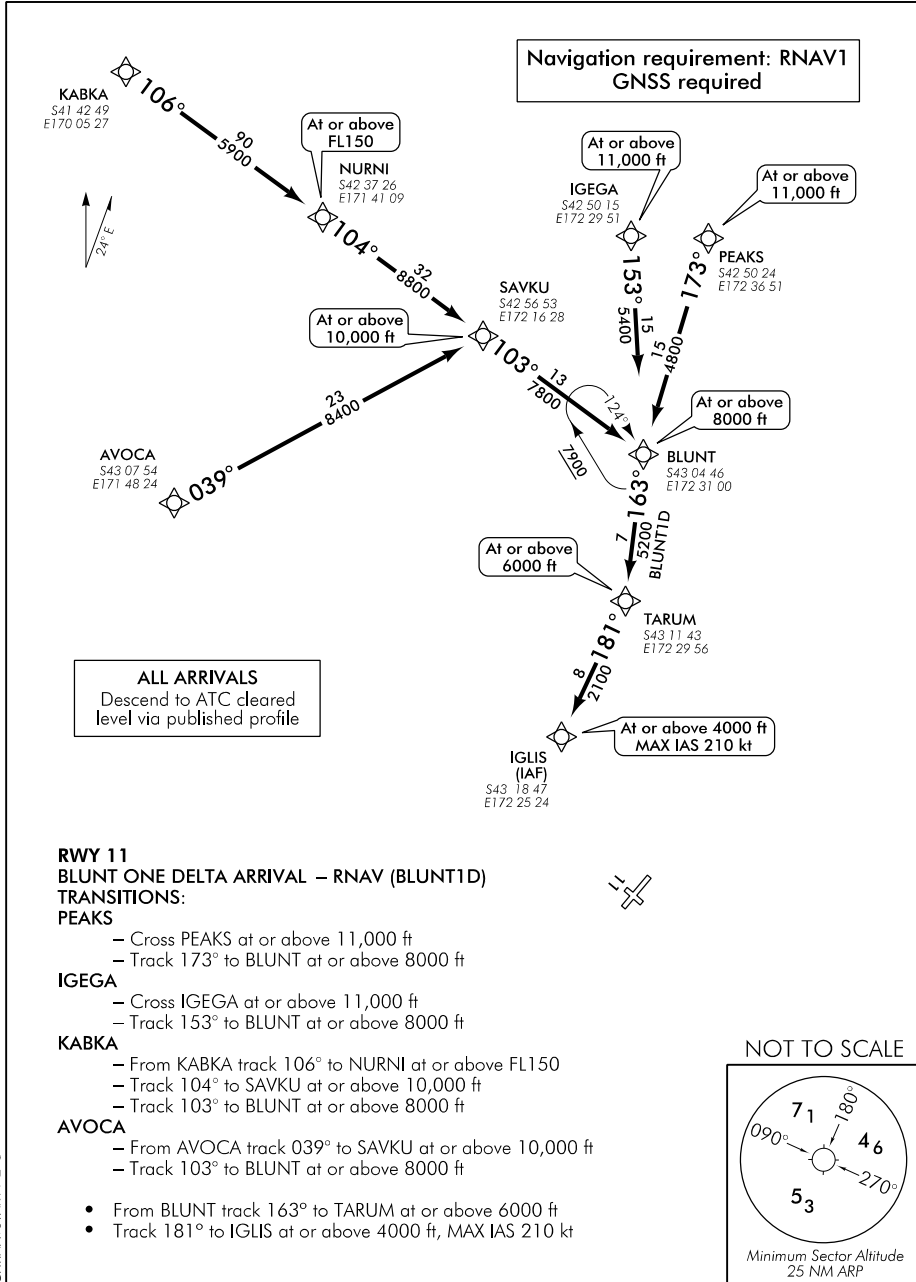 Navigation requirement: RNAV1
GNSS required
KABKA
S41 42 49
E170 05 27
106°
90
5900
At or above
FL150
NURNI
S42 37 26
E171 41 09
24° E
104°
32
8800
At or above
11,000 ft
IGEGA
S42 50 15
E172 29 51
At or above
11,000 ft
PEAKS
S42 50 24
E172 36 51
153°
15
5400
173°
15
4800
SAVKU
S42 56 53
E172 16 28
At or above
10,000 ft
103°
13
7800
124°
7900
At or above
8000 ft
BLUNT
S43 04 46
E172 31 00
23
8400
AVOCA
S43 07 54
E171 48 24
039°
163°
7
5200
BLUNT1D
At or above
6000 ft
TARUM
S43 11 43
E172 29 56
181°
8
2100
ALL ARRIVALS
Descend to ATC cleared
level via published profile
At or above 4000 ft
MAX IAS 210 kt
IGLIS
(IAF)
S43 18 47
E172 25 24
11
RWY 11
BLUNT ONE DELTA ARRIVAL – RNAV (BLUNT1D)
TRANSITIONS:
PEAKS
– Cross PEAKS at or above 11,000 ft
– Track 173° to BLUNT at or above 8000 ft
IGEGA
– Cross IGEGA at or above 11,000 ft
– Track 153° to BLUNT at or above 8000 ft
KABKA
– From KABKA track 106° to NURNI at or above FL150
– Track 104° to SAVKU at or above 10,000 ft
– Track 103° to BLUNT at or above 8000 ft
AVOCA
– From AVOCA track 039° to SAVKU at or above 10,000 ft
– Track 103° to BLUNT at or above 8000 ft
• From BLUNT track 163° to TARUM at or above 6000 ft
• Track 181° to IGLIS at or above 4000 ft, MAX IAS 210 kt
NOT TO SCALE
71
180°
090°
46
270°
53
Minimum Sector Altitude
25 NM ARP